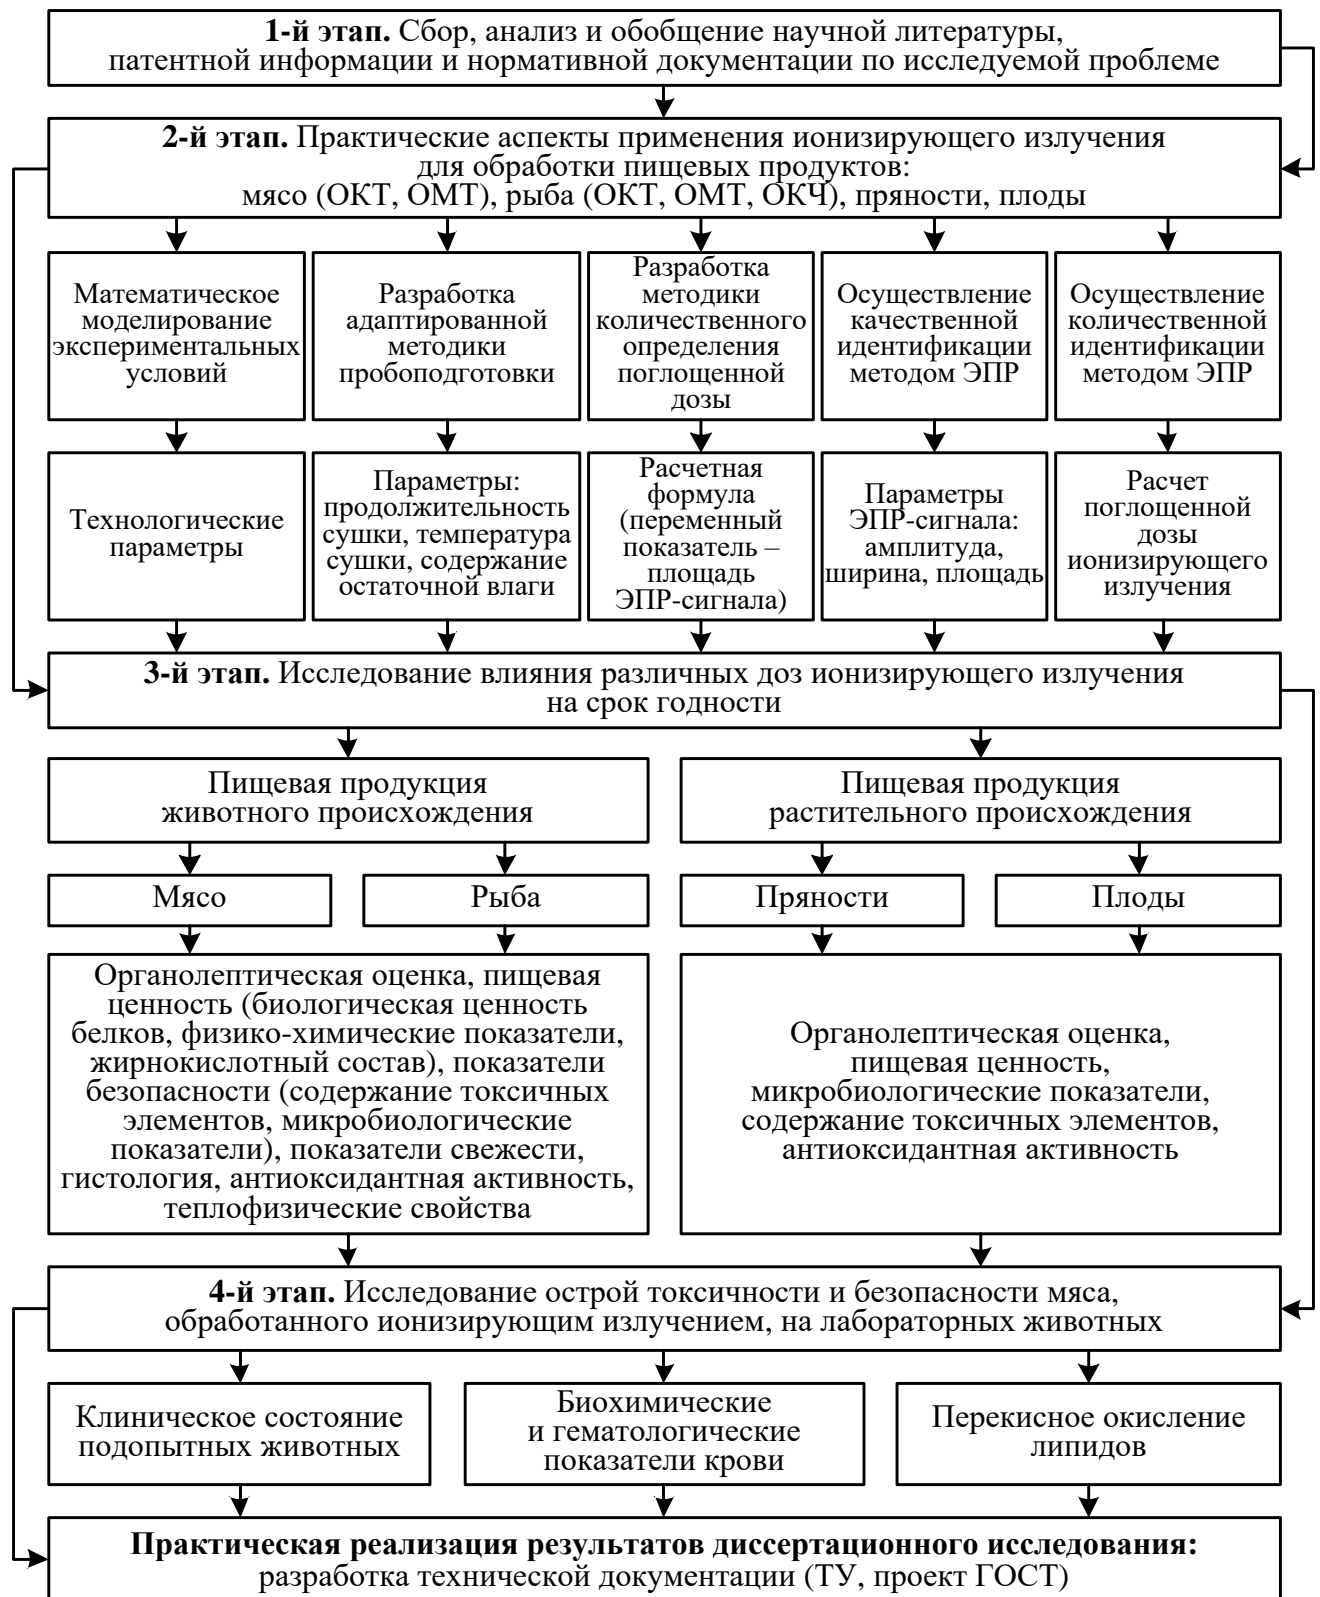 1-й этап. Сбор, анализ и обобщение научной литературы,
патентной информации и нормативной документации по исследуемой проблеме
2-й этап. Практические аспекты применения ионизирующего излучения
для обработки пищевых продуктов:
мясо (ОКТ, ОМТ), рыба (ОКТ, ОМТ, ОКЧ), пряности, плоды
Математическое
моделирование
экспериментальных
условий
Разработка
адаптированной
методики
пробоподготовки
Разработка
методики
количественного
определения
поглощенной
дозы
Осуществление
качественной
идентификации
методом ЭПР
Осуществление
количественной
идентификации
методом ЭПР
Технологические
параметры
Параметры:
продолжительность
сушки, температура
сушки, содержание
остаточной влаги
Расчетная
формула
(переменный
показатель –
площадь
ЭПР-сигнала)
Параметры
ЭПР-сигнала:
амплитуда,
ширина, площадь
Расчет
поглощенной
дозы
ионизирующего
излучения
3-й этап. Исследование влияния различных доз ионизирующего излучения
на срок годности
Пищевая продукция
животного происхождения
Пищевая продукция
растительного происхождения
Мясо
Рыба
Пряности
Плоды
Органолептическая оценка, пищевая
ценность (биологическая ценность
белков, физико-химические показатели,
жирнокислотный состав), показатели
безопасности (содержание токсичных
элементов, микробиологические
показатели), показатели свежести,
гистология, антиоксидантная активность,
теплофизические свойства
Органолептическая оценка,
пищевая ценность,
микробиологические показатели,
содержание токсичных элементов,
антиоксидантная активность
4-й этап. Исследование острой токсичности и безопасности мяса,
обработанного ионизирующим излучением, на лабораторных животных
Клиническое состояние
подопытных животных
Биохимические
и гематологические
показатели крови
Перекисное окисление
липидов
Практическая реализация результатов диссертационного исследования:
разработка технической документации (ТУ, проект ГОСТ)